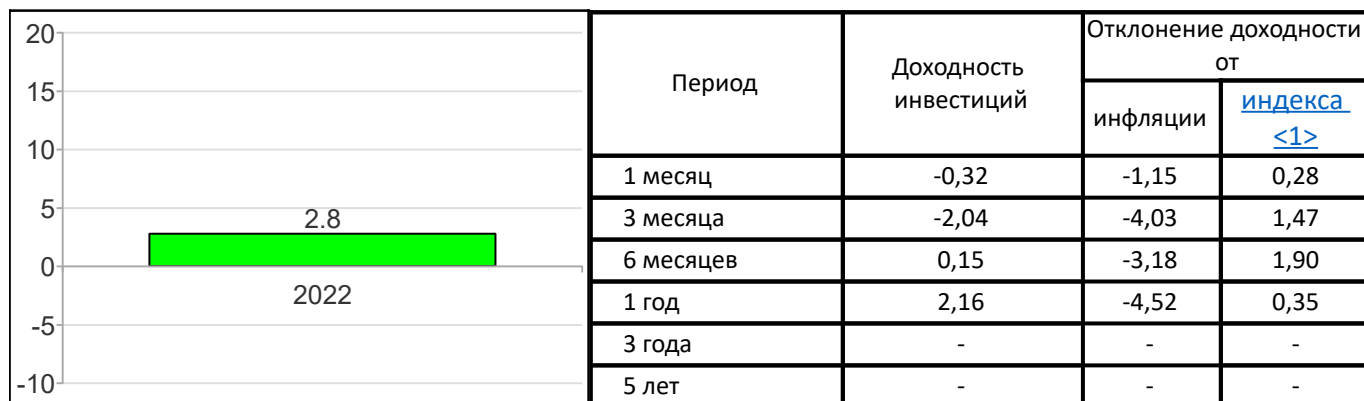 20
15
10
5
0
-5
-10
2.8
2022
Период
Доходность
инвестиций
Отклонение доходности
от
инфляции
индекса
<1>
1 месяц -0,32 -1,15 0,28
3 месяца -2,04 -4,03 1,47
6 месяцев 0,15 -3,18 1,90
1 год 2,16 -4,52 0,35
3 года - - -
5 лет - - -